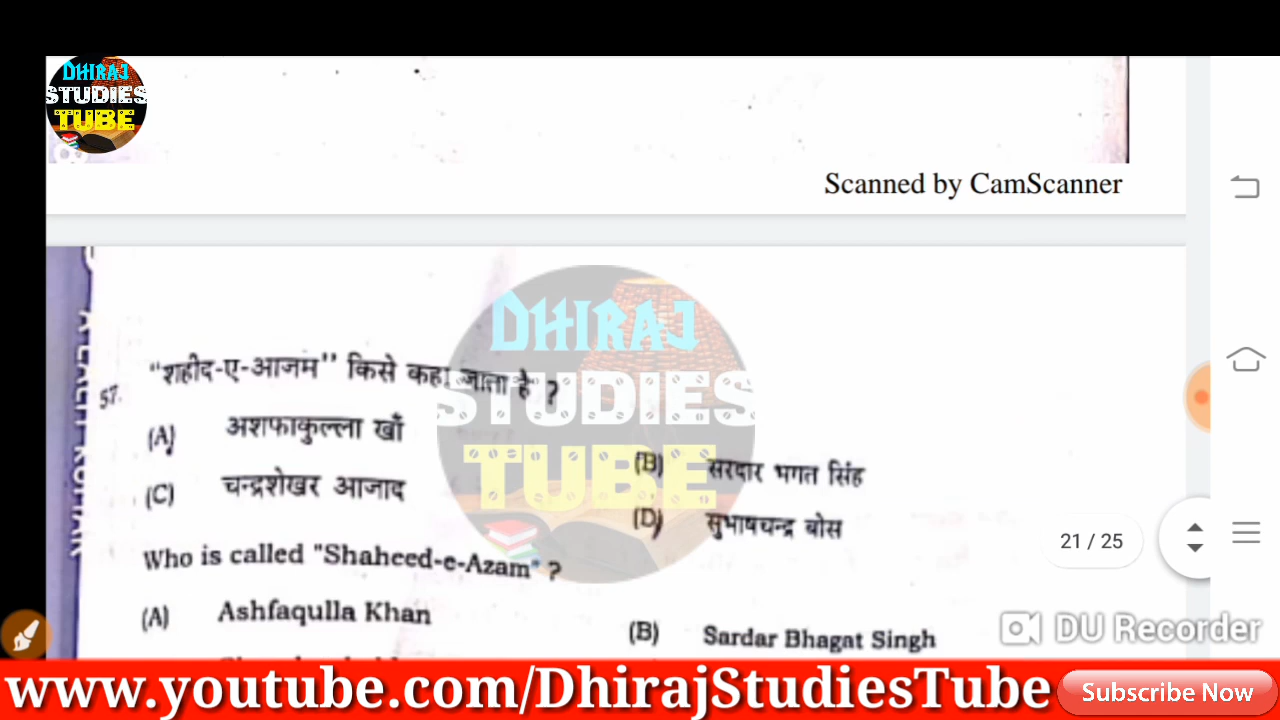 DHIRAJ
STUDIES
TUBE
Scanned by CamScanner
DHIRAJ
STUDIES
TUBE
57. "शहीद-ए-आजम" किसे कहा जाता है ?
(A) अशफाकुल्ला खाँ
(B) सरदार भगत सिंह
(C) चन्द्रशेखर आजाद
(D) सुभाषचन्द्र बोस
Who is called "Shaheed-e-Azam" ?
(A) Ashfaqulla Khan
(B) Sardar Bhagat Singh
21 / 25
DU Recorder
www.youtube.com/DhirajStudiesTube
Subscribe Now